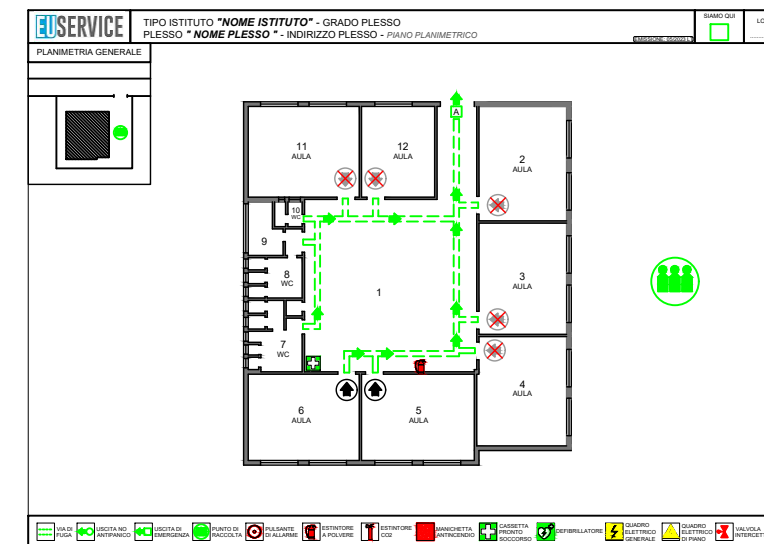 EUSERVICE
TIPO ISTITUTO "NOME ISTITUTO" - GRADO PLESSO
PLESSO " NOME PLESSO " - INDIRIZZO PLESSO - PIANO PLANIMETRICO
SIAMO QUI
LO
PLANIMETRIA GENERALE
A
11
AULA
12
AULA
2
AULA
10
WC
9
8
WC
3
AULA
1
7
WC
4
AULA
6
AULA
5
AULA
VIA DI
FUGA
USCITA NO
ANTIPANICO
USCITA DI
EMERGENZA
PUNTO DI
RACCOLTA
PULSANTE
DI ALLARME
ESTINTORE
A POLVERE
ESTINTORE
CO2
MANICHETTA
ANTINCENDIO
CASSETTA
PRONTO
SOCCORSO
DEFIBRILLATORE
QUADRO
ELETTRICO
GENERALE
QUADRO
ELETTRICO
DI PIANO
VALVOLA
INTERCETT